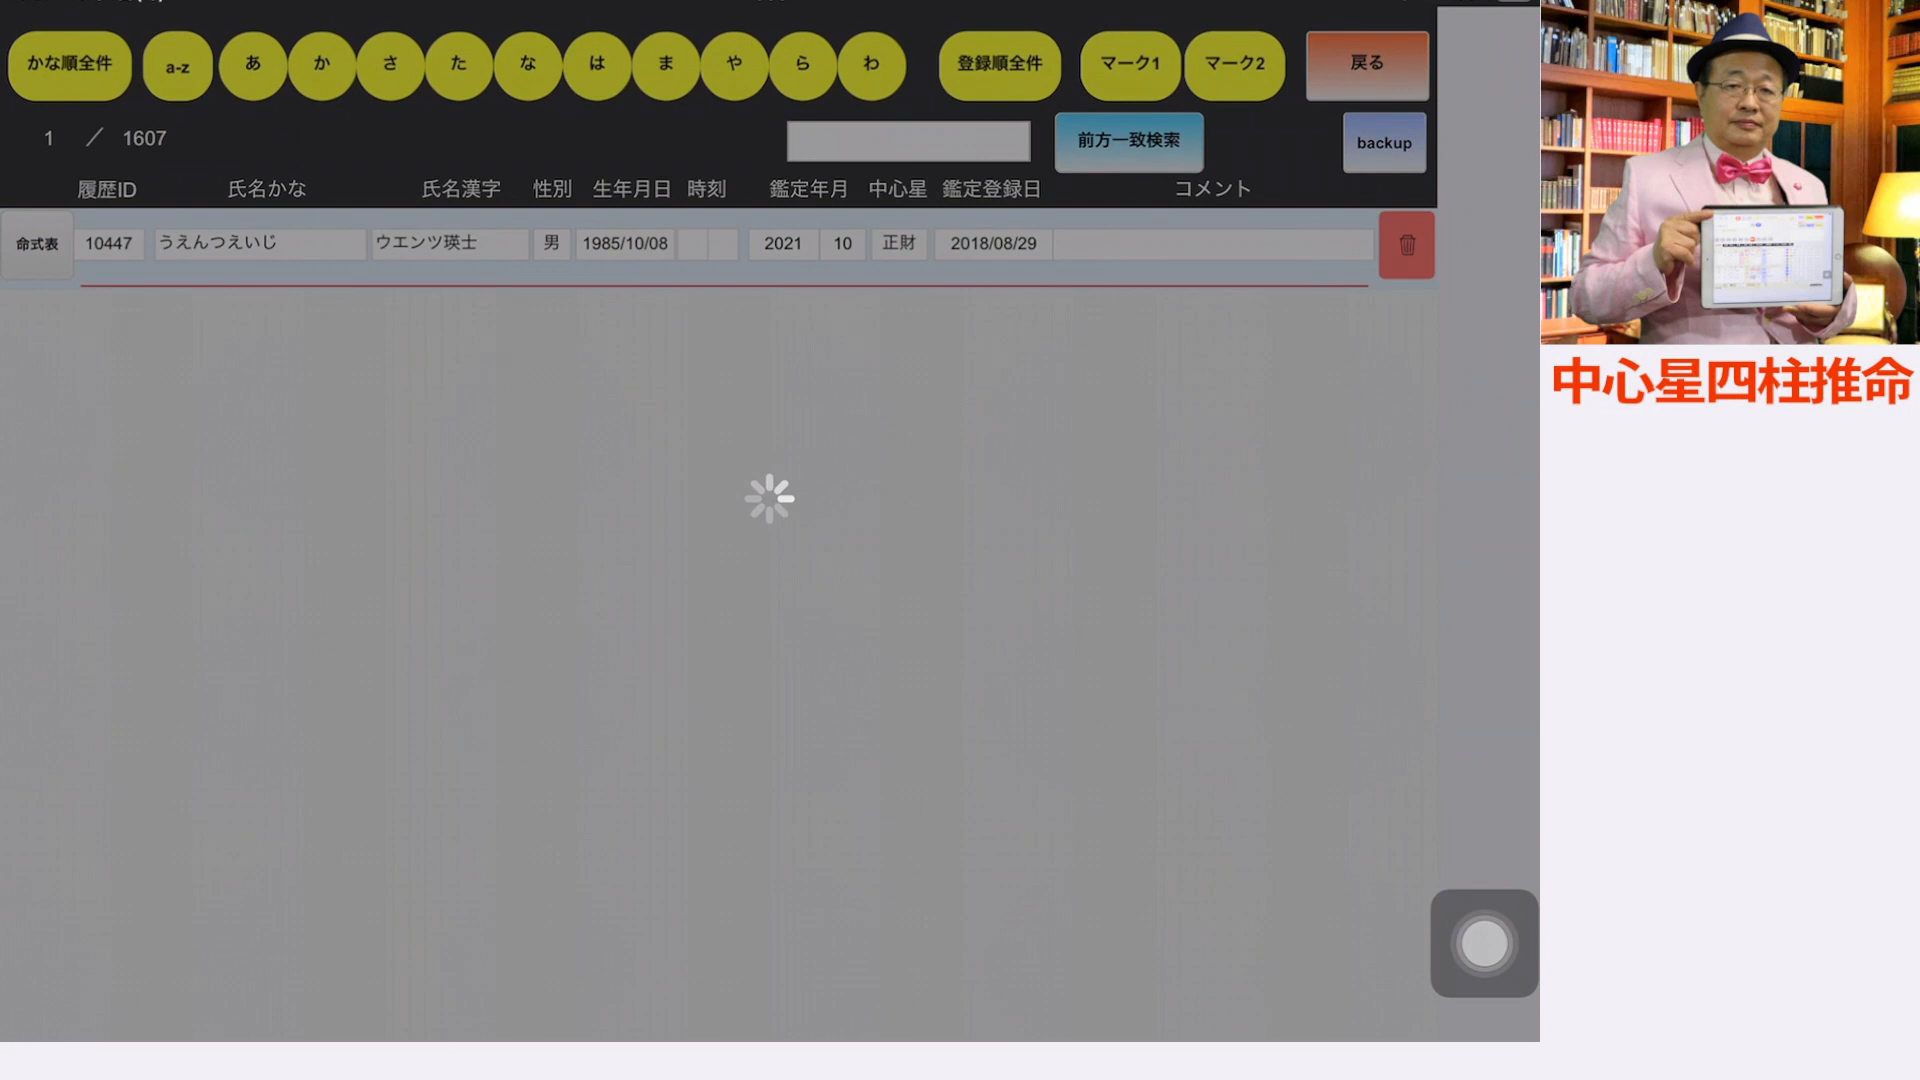 かな順全件 a-z あ か さ た な は ま や ら わ 登録順全件 マーク1 マーク2 戻る
1 / 1607 前方一致検索 backup
履歴ID 氏名かな 氏名漢字 性別 生年月日 時刻 鑑定年月 中心星 鑑定登録日 コメント
命式表 10447 うえんつえいじ ウエンツ瑛士 男 1985/10/08 2021 10 正財 2018/08/29
中心星四柱推命